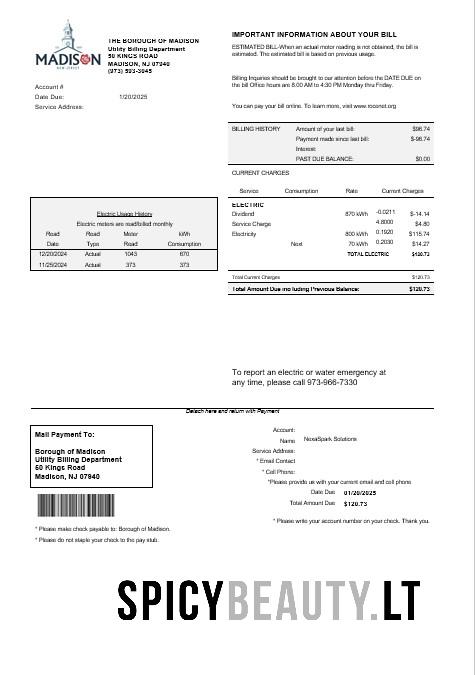 MADISON
NEW JERSEY
THE BOROUGH OF MADISON
Utility Billing Department
50 KINGS ROAD
MADISON, NJ 07940
(973) 593-3045
Account #
Date Due: 1/20/2025
Service Address:
IMPORTANT INFORMATION ABOUT YOUR BILL
ESTIMATED BILL-When an actual motor roading is not obtained, the bill is
estimated. The estimated bill is based on provious usage.
Billing Inquiries should be brought to our attention before the DATE DUE on
the bill Office hours are 8:00 AM to 4:30 PM Monday thru Friday.
You can pay your bill online. To learn more, visit www.rosenet.org
BILLING HISTORY Amount of your last bill: $96.74
Payment made since last bill: $-96.74
Interest:
PAST DUE BALANCE: $0.00
CURRENT CHARGES
Service Consumption Rate Current Charges
ELECTRIC
Dividend 670 kWh -0.0211 $-14.14
Service Charge 4.8000 $4.80
Electricity 600 kWh 0.1920 $115.74
Next 70 kWh 0.2030 $14.27
TOTAL ELECTRIC $120.73
Total Current Charges $120.73
Total Amount Due including Previous Balance: $120.73
Electric Usage History
Electric meters are read/billed monthly
Read Read Meter kWh
Date Type Read Consumption
12/20/2024 Actual 1043 670
11/25/2024 Actual 373 373
To report an electric or water emergency at
any time, please call 973-966-7330
Detach here and return with Payment
Mail Payment To:
Borough of Madison
Utility Billing Department
50 Kings Road
Madison, NJ 07940
* Please make check payable to: Borough of Madison.
* Please do not staple your check to the pay stub.
Account:
Name NexaSpark Solutions
Service Address:
* Email Contact
* Cell Phone:
*Please provide us with your current email and cell phone
Date Due 01/20/2025
Total Amount Due $120.73
* Please write your account number on your check. Thank you.
SPICYBEAUTY.LT